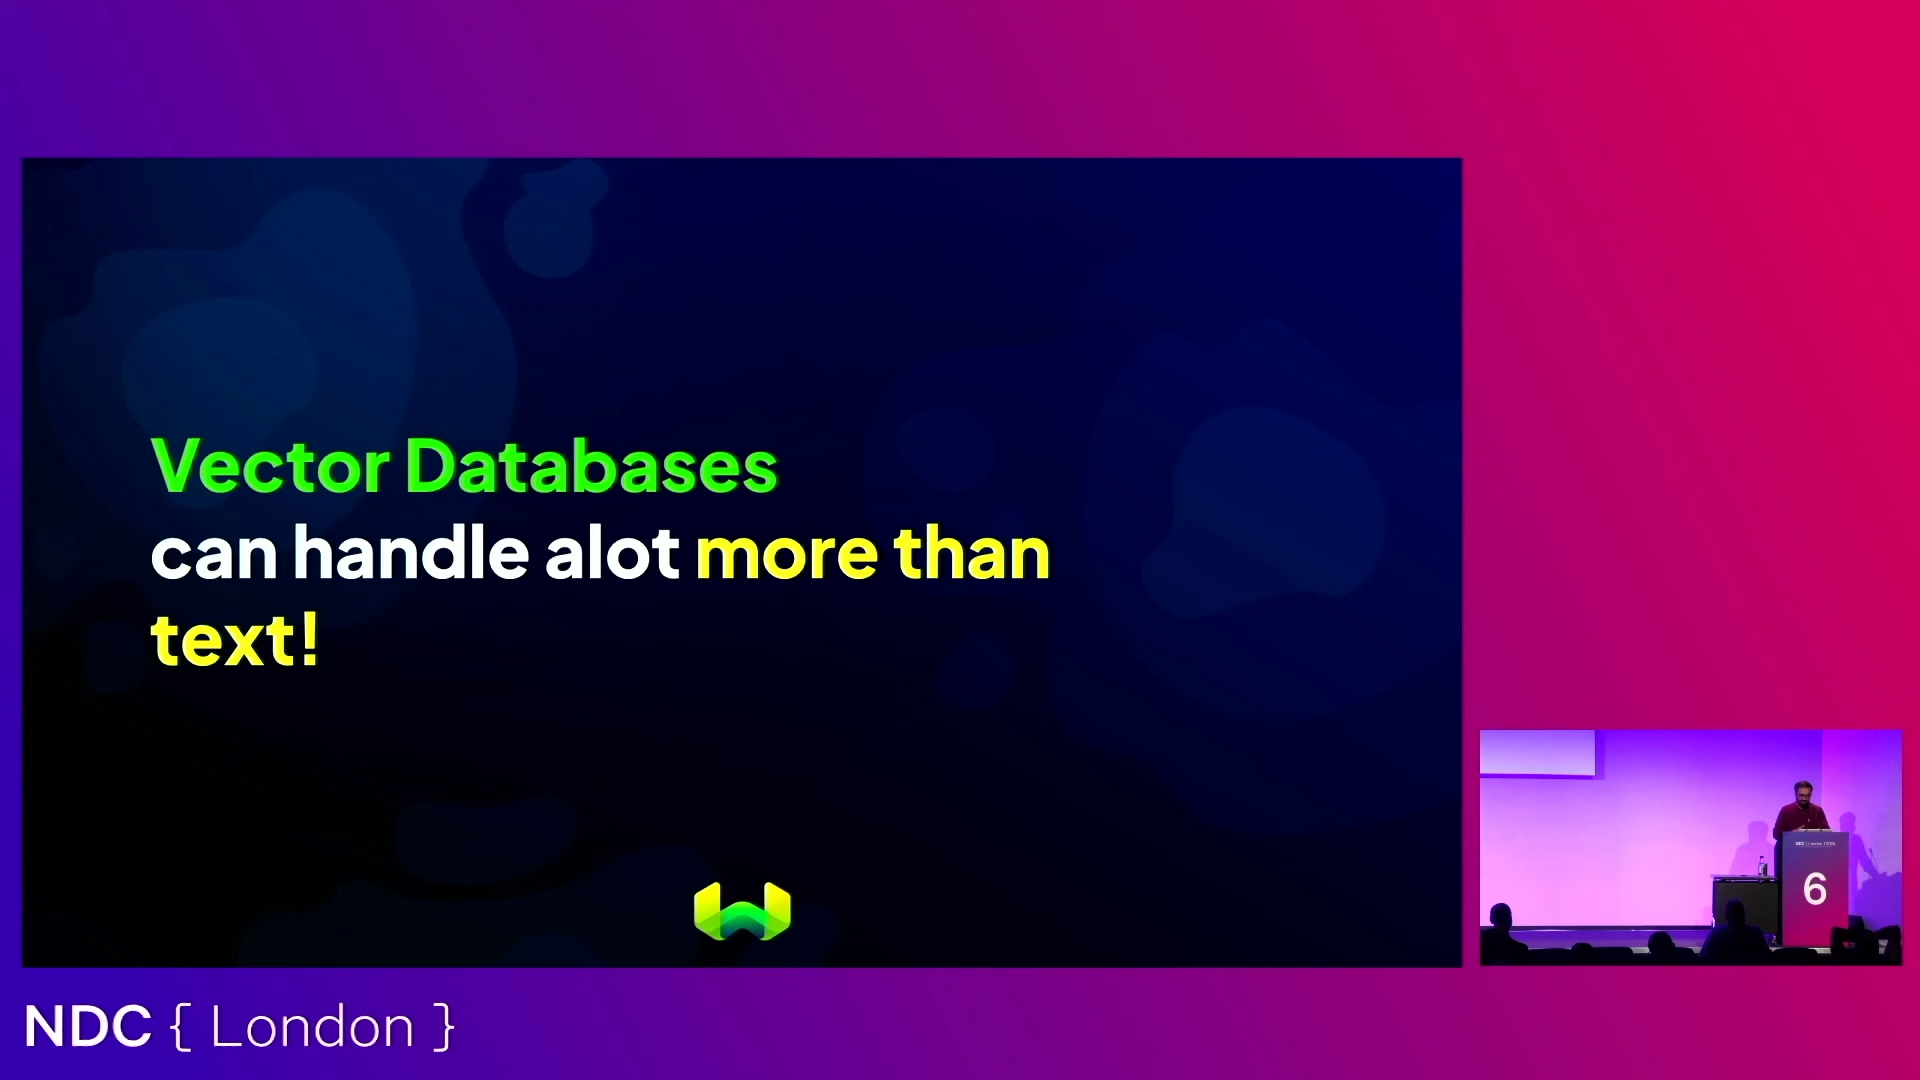 Vector Databases
can handle alot more than
text!
6
NDC { London }